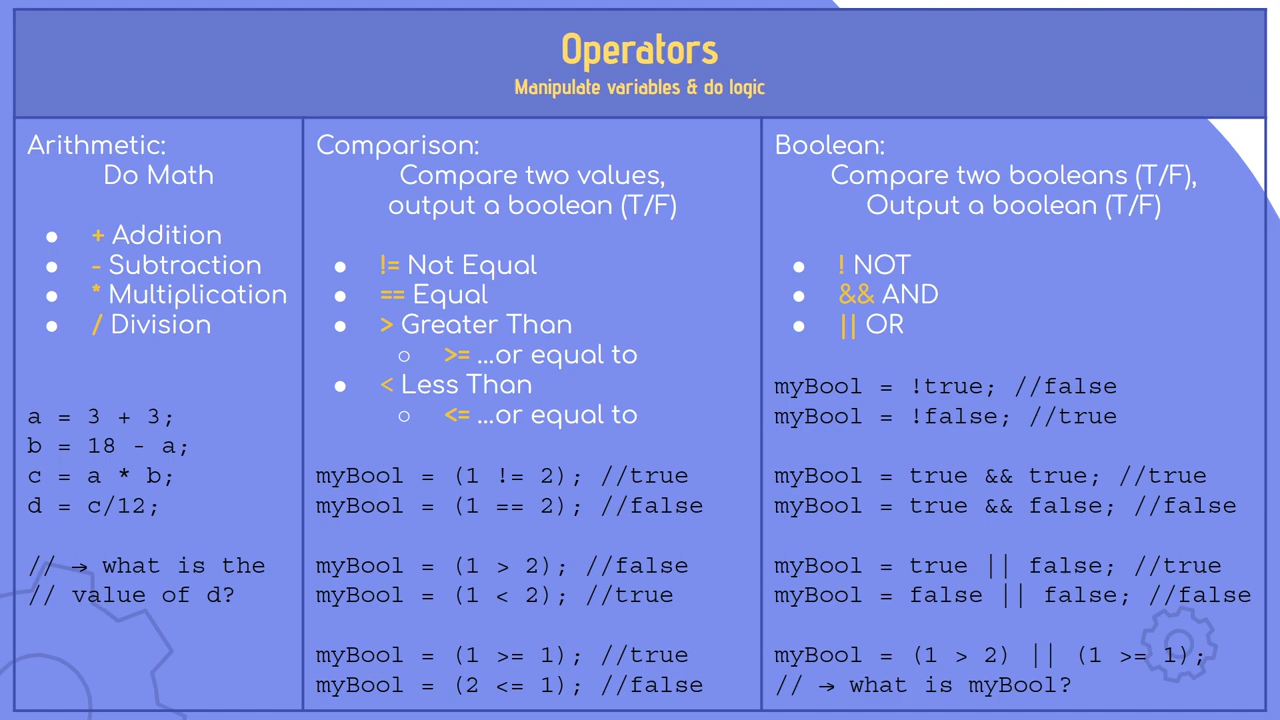 Operators
Manipulate variables & do logic
Arithmetic:
Do Math
● + Addition
● - Subtraction
● * Multiplication
● / Division
a = 3 + 3;
b = 18 - a;
c = a * b;
d = c/12;
// → what is the
// value of d?
Comparison:
Compare two values,
output a boolean (T/F)
● != Not Equal
● == Equal
● > Greater Than
○ >= ...or equal to
● < Less Than
○ <= ...or equal to
myBool = (1 != 2); //true
myBool = (1 == 2); //false
myBool = (1 > 2); //false
myBool = (1 < 2); //true
myBool = (1 >= 1); //true
myBool = (2 <= 1); //false
Boolean:
Compare two booleans (T/F),
Output a boolean (T/F)
● ! NOT
● && AND
● || OR
myBool = !true; //false
myBool = !false; //true
myBool = true && true; //true
myBool = true && false; //false
myBool = true || false; //true
myBool = false || false; //false
myBool = (1 > 2) || (1 >= 1);
// → what is myBool?